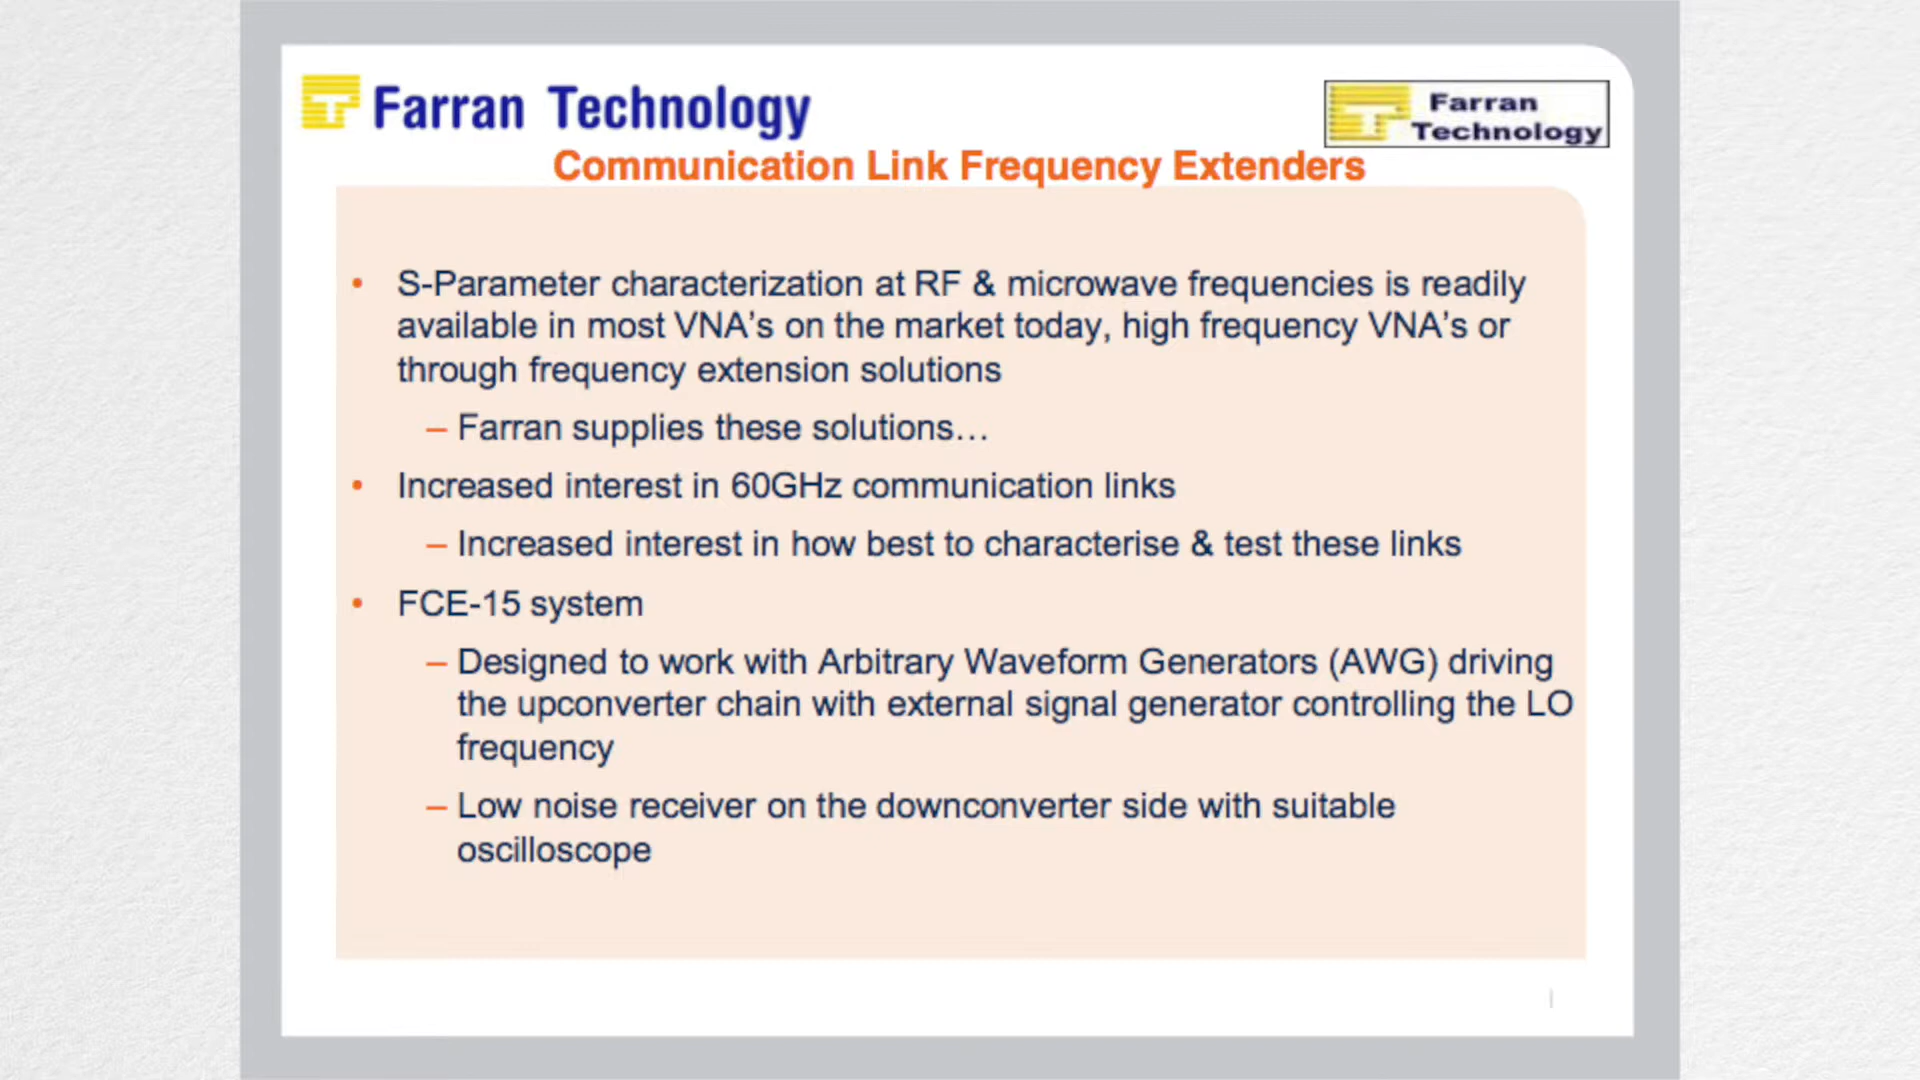 Farran Technology
Farran
Technology
Communication Link Frequency Extenders
• S-Parameter characterization at RF & microwave frequencies is readily
available in most VNA's on the market today, high frequency VNA's or
through frequency extension solutions
– Farran supplies these solutions…
• Increased interest in 60GHz communication links
– Increased interest in how best to characterise & test these links
• FCE-15 system
– Designed to work with Arbitrary Waveform Generators (AWG) driving
the upconverter chain with external signal generator controlling the LO
frequency
– Low noise receiver on the downconverter side with suitable
oscilloscope